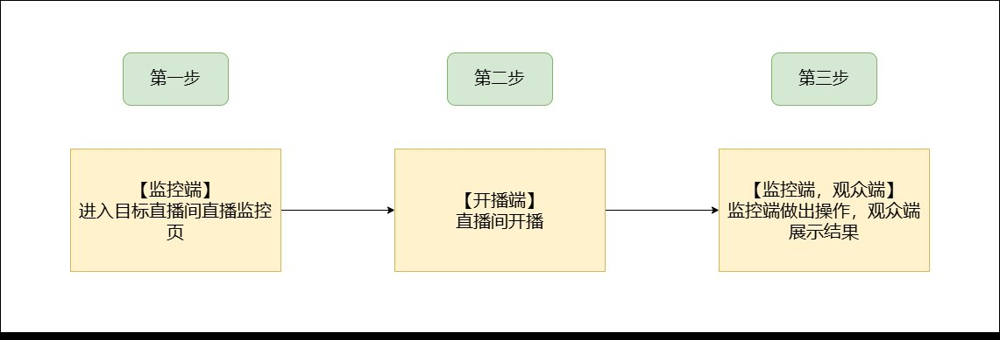 第一步
第二步
第三步
【监控端】
进入目标直播间直播监控
页
【开播端】
直播间开播
【监控端，观众端】
监控端做出操作，观众端
展示结果